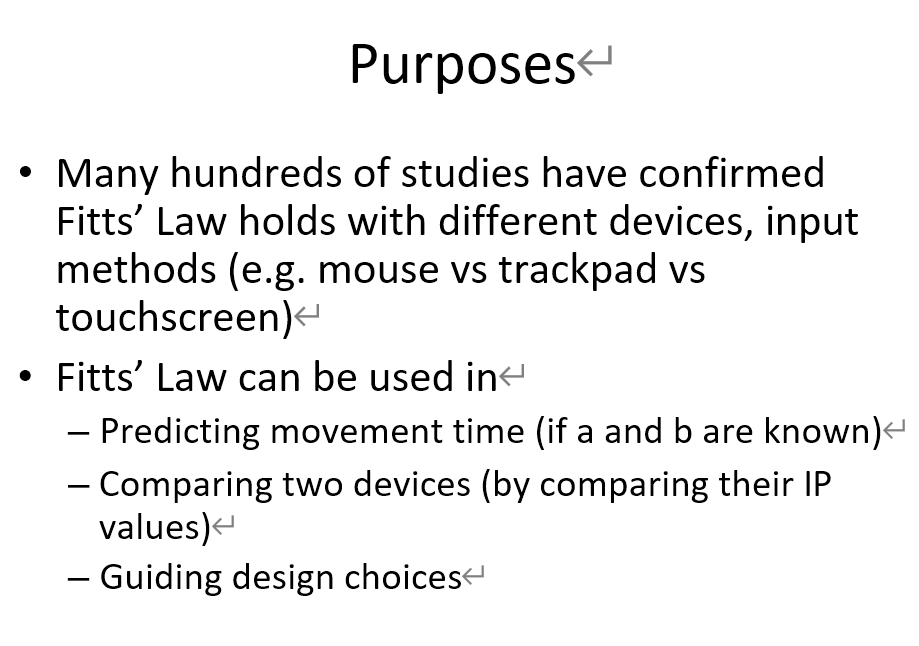 Purposes↵
• Many hundreds of studies have confirmed
Fitts’ Law holds with different devices, input
methods (e.g. mouse vs trackpad vs
touchscreen)↵
• Fitts’ Law can be used in↵
– Predicting movement time (if a and b are known)↵
– Comparing two devices (by comparing their IP
values)↵
– Guiding design choices↵